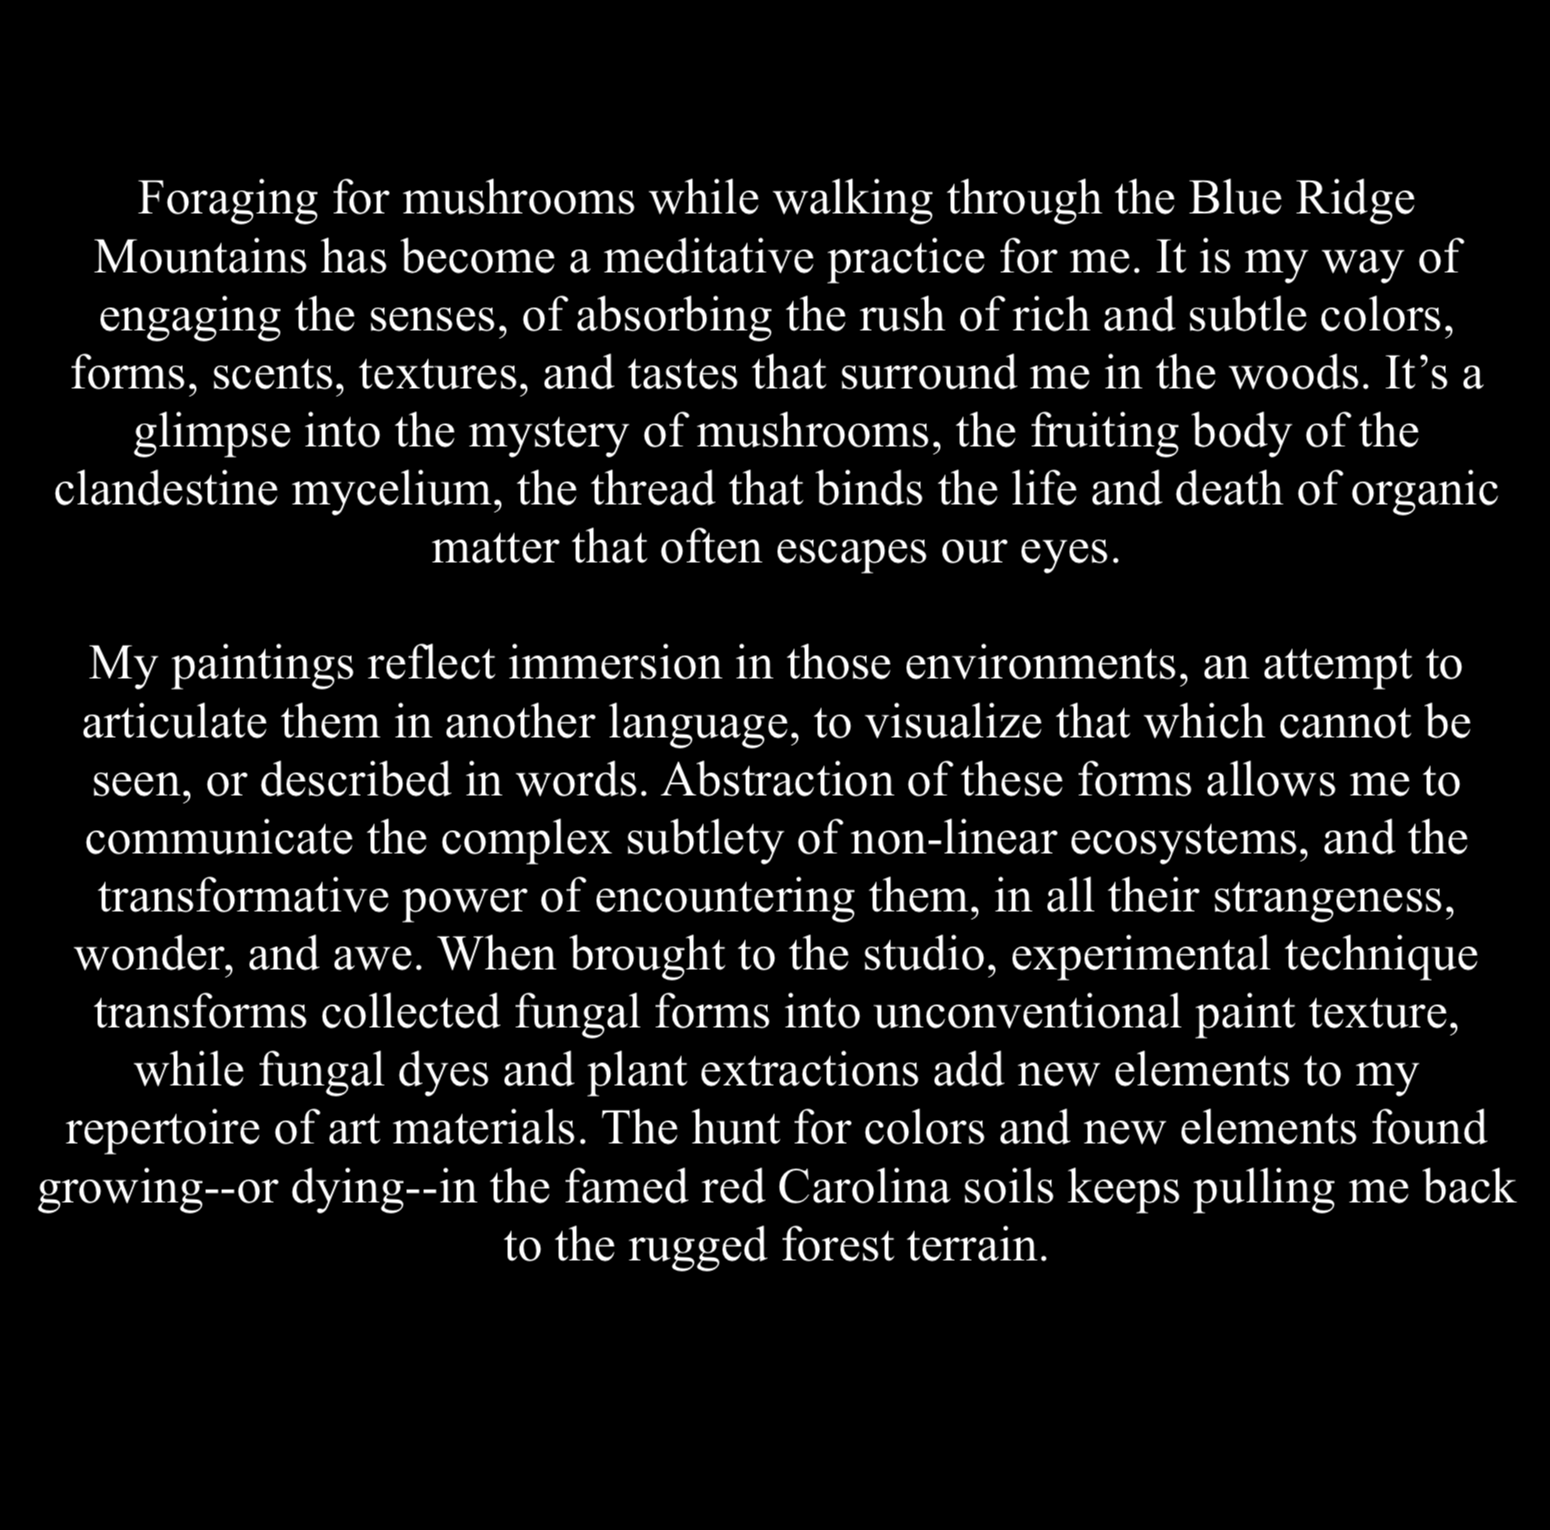 Foraging for mushrooms while walking through the Blue Ridge
Mountains has become a meditative practice for me. It is my way of
engaging the senses, of absorbing the rush of rich and subtle colors,
forms, scents, textures, and tastes that surround me in the woods. It’s a
glimpse into the mystery of mushrooms, the fruiting body of the
clandestine mycelium, the thread that binds the life and death of organic
matter that often escapes our eyes.
My paintings reflect immersion in those environments, an attempt to
articulate them in another language, to visualize that which cannot be
seen, or described in words. Abstraction of these forms allows me to
communicate the complex subtlety of non-linear ecosystems, and the
transformative power of encountering them, in all their strangeness,
wonder, and awe. When brought to the studio, experimental technique
transforms collected fungal forms into unconventional paint texture,
while fungal dyes and plant extractions add new elements to my
repertoire of art materials. The hunt for colors and new elements found
growing--or dying--in the famed red Carolina soils keeps pulling me back
to the rugged forest terrain.